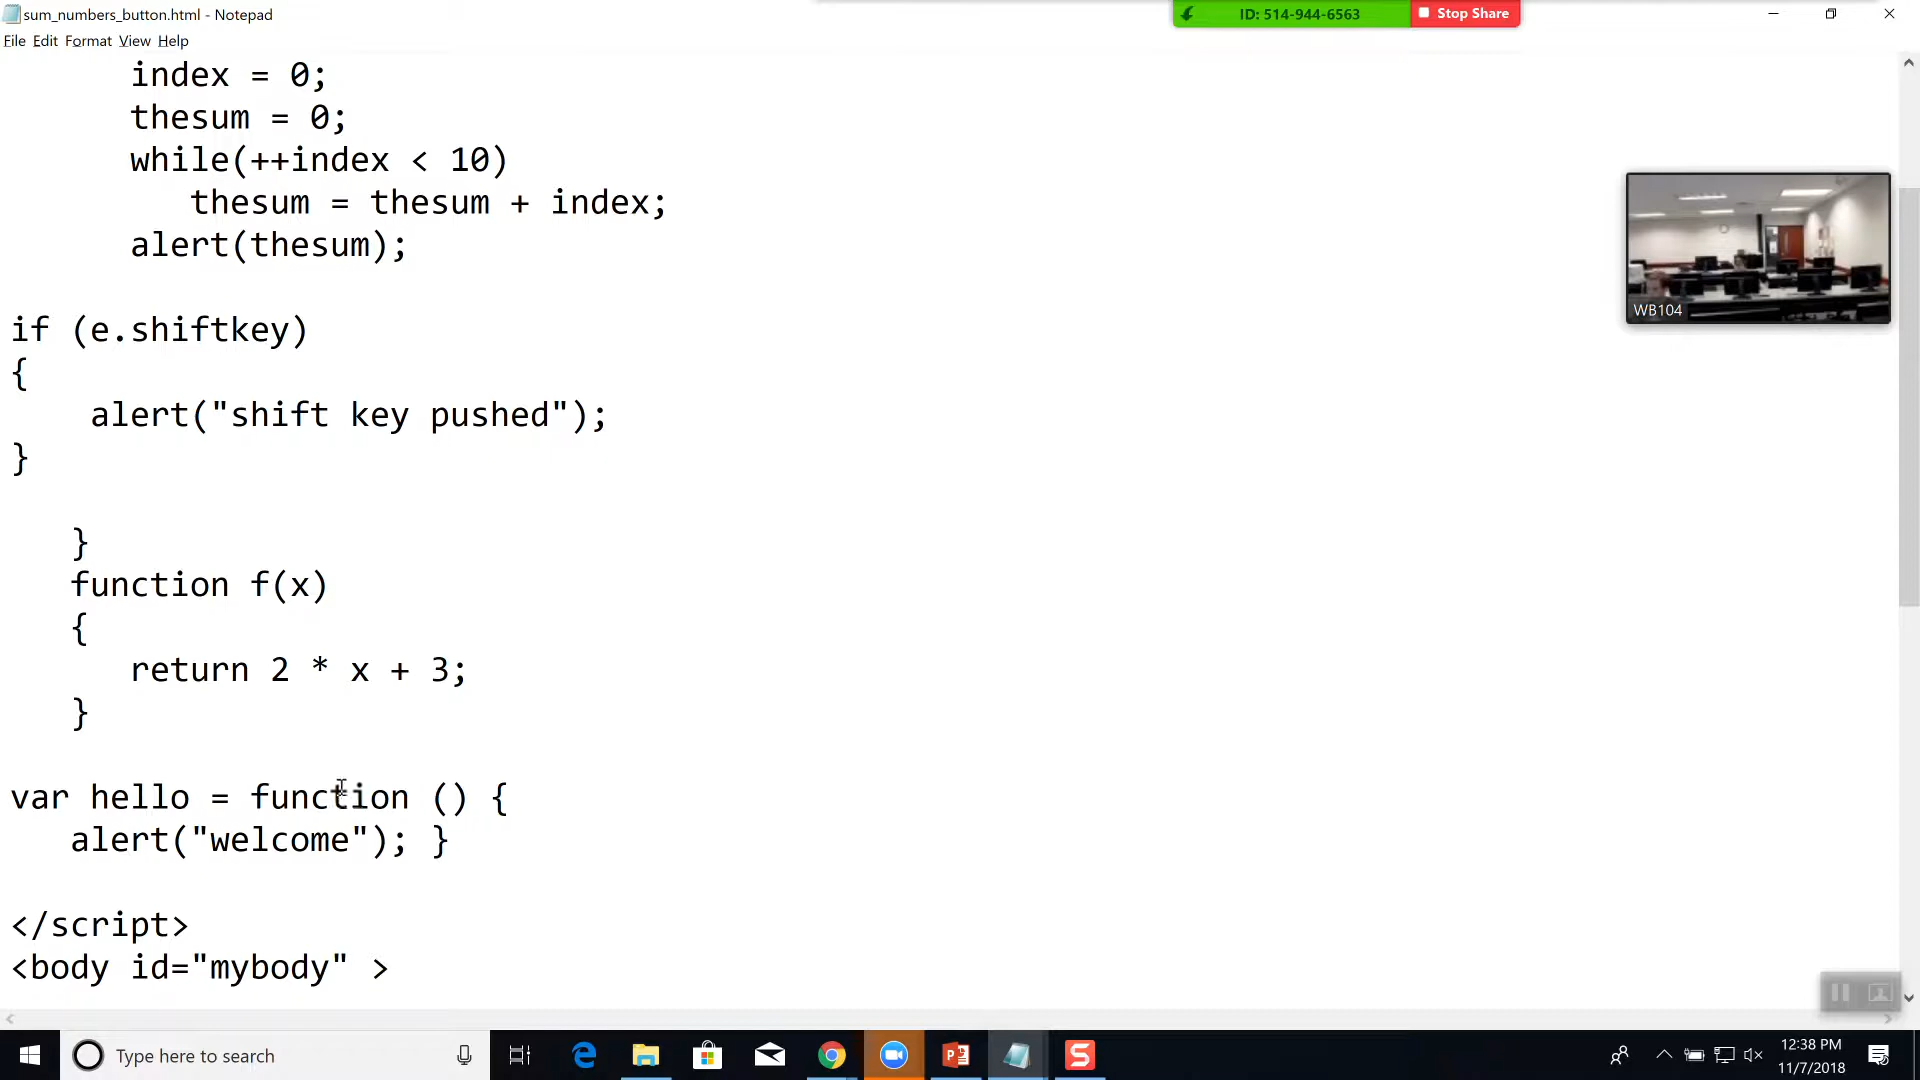 sum_numbers_button.html - Notepad
ID: 514-944-6563
Stop Share
File Edit Format View Help
index = 0;
thesum = 0;
while(++index < 10)
thesum = thesum + index;
alert(thesum);
WB104
if (e.shiftkey)
{
alert("shift key pushed");
}
}
function f(x)
{
return 2 * x + 3;
}
var hello = function () {
alert("welcome"); }
</script>
<body id="mybody" >
Type here to search
12:38 PM
11/7/2018